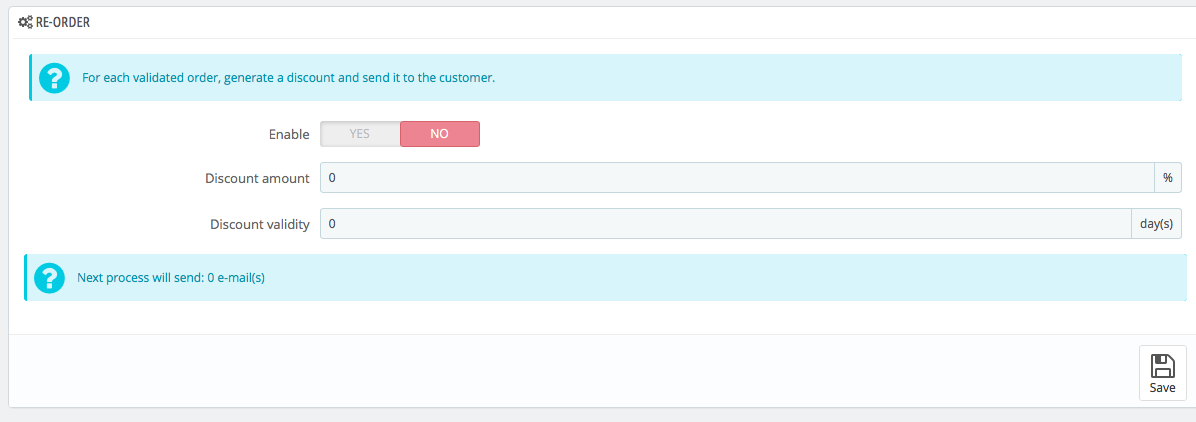 RE-ORDER
For each validated order, generate a discount and send it to the customer.
Enable YES NO
Discount amount 0 %
Discount validity 0 day(s)
Next process will send: 0 e-mail(s)
Save